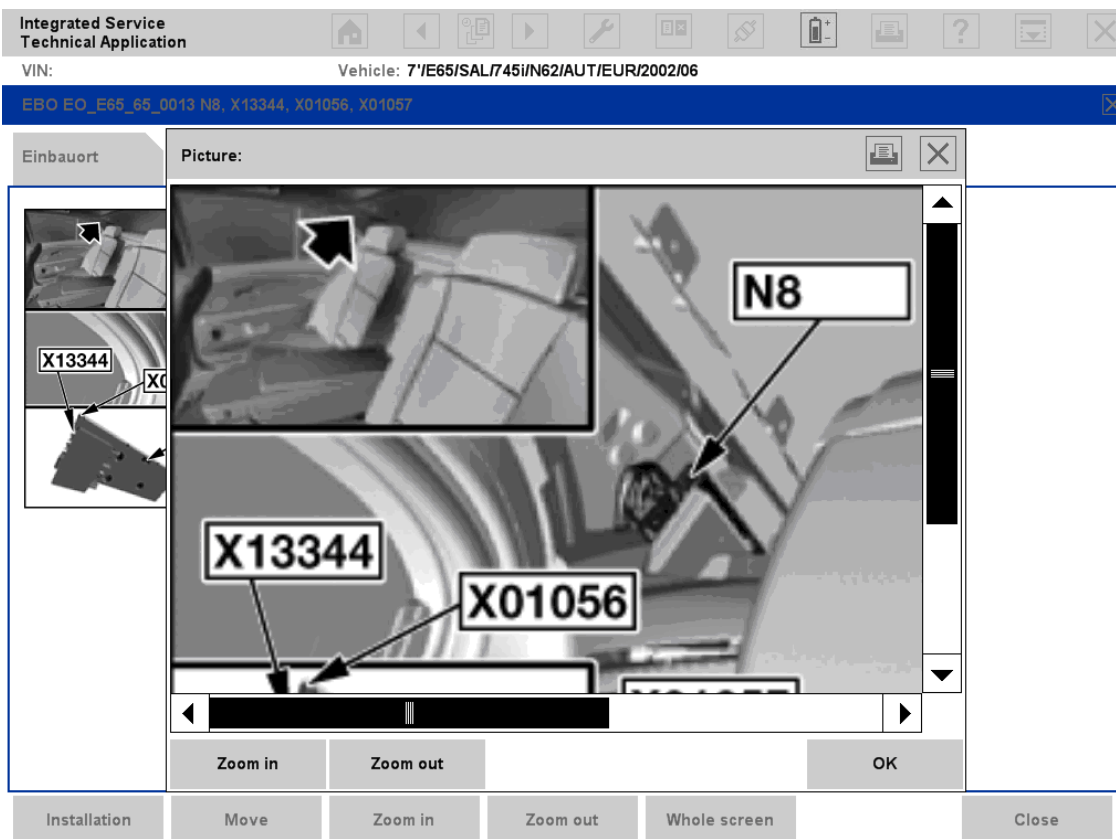 Integrated Service
Technical Application
VIN:
Vehicle: 7'/E65/SAL/745i/N62/AUT/EUR/2002/06
EBO EO_E65_65_0013 N8, X13344, X01056, X01057
Einbauort
Picture:
X13344
N8
X13344
X01056
X01057
Zoom in
Zoom out
OK
Installation
Move
Zoom in
Zoom out
Whole screen
Close